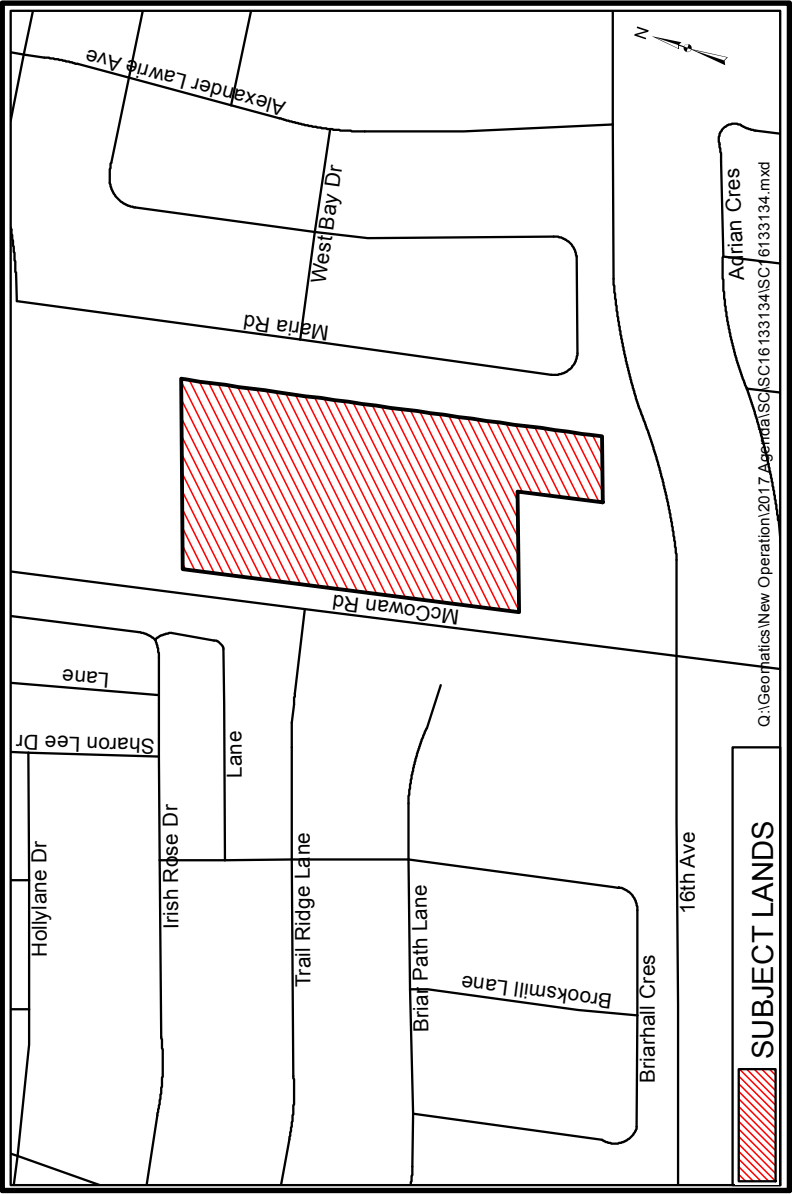 N
Alexander Lawrie Ave
West Bay Dr
Maria Rd
Adrian Cres
McCowan Rd
Lane
Sharon Lee Dr
Lane
Hollylane Dr
Irish Rose Dr
Trail Ridge Lane
Briar Path Lane
Brooksmill Lane
Briarhall Cres
16th Ave
Q:\Geomatics\New Operation\2017 Agenda\SC\SC16133134\SC16133134.mxd
SUBJECT LANDS